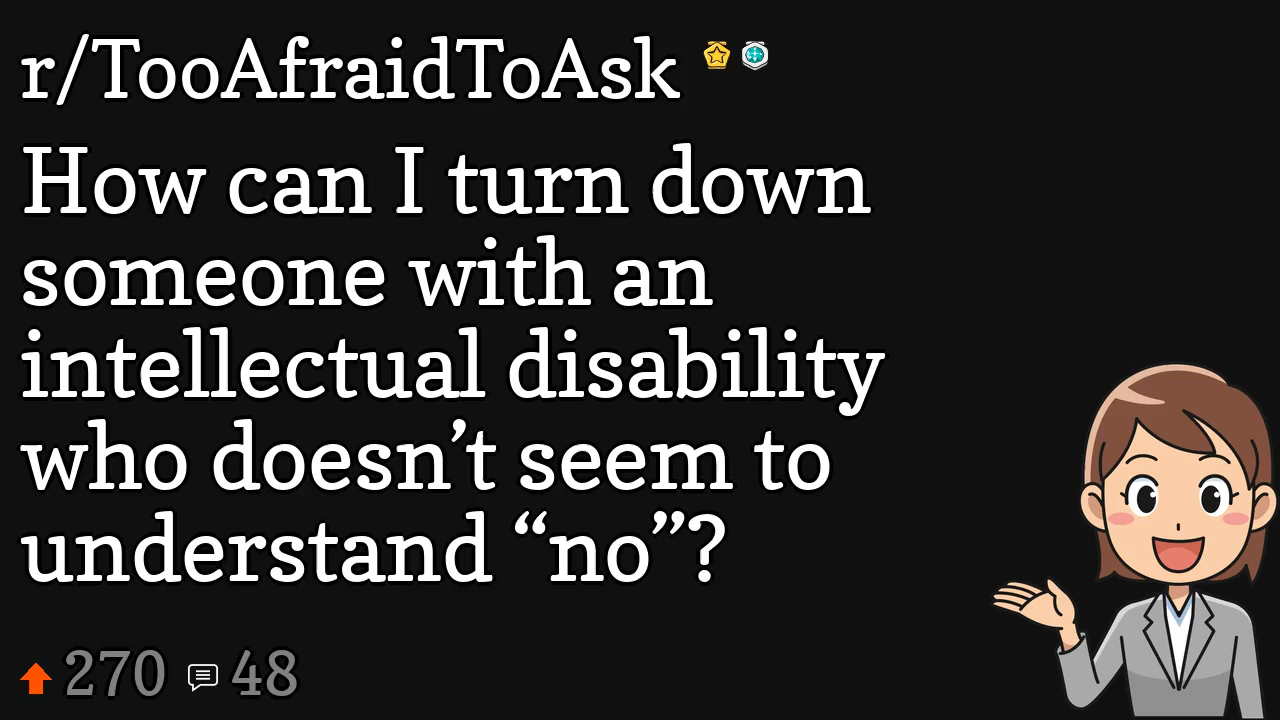 r/TooAfraidToAsk
How can I turn down
someone with an
intellectual disability
who doesn’t seem to
understand “no”?
270 48